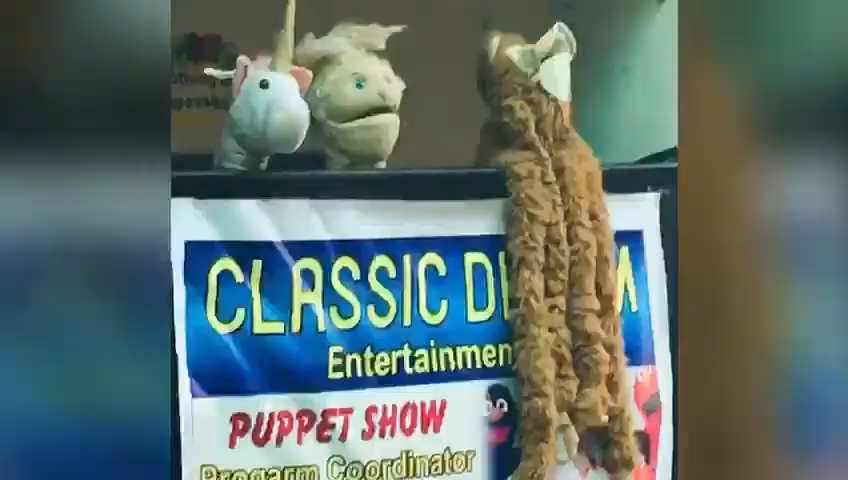 CLASSIC
Entertainmen
PUPPET SHOW
Progarm Coordinator